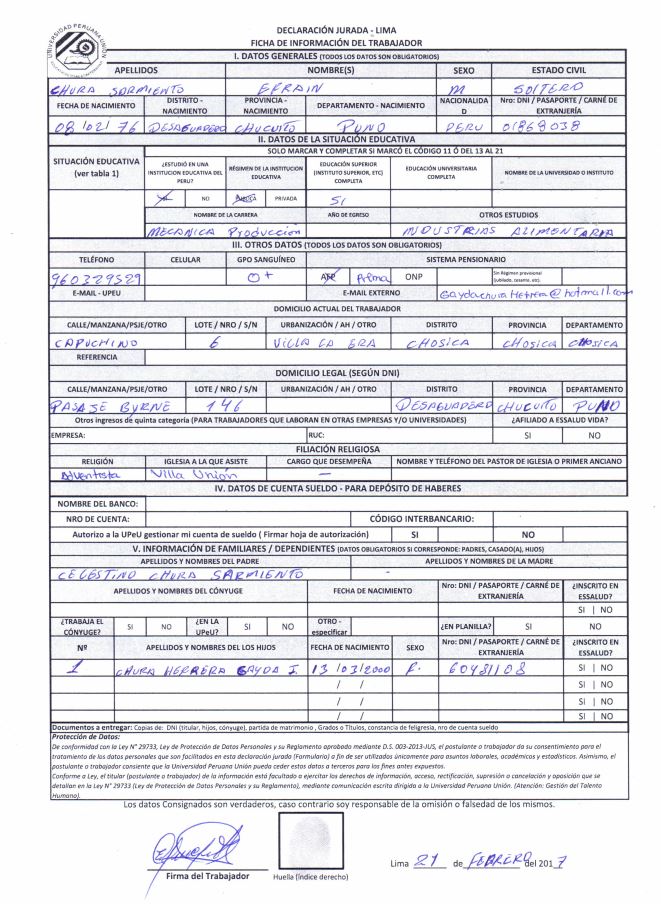 UNIVERSIDAD PERUANA UNION
DECLARACIÓN JURADA - LIMA
FICHA DE INFORMACIÓN DEL TRABAJADOR
I. DATOS GENERALES (TODOS LOS DATOS SON OBLIGATORIOS)
APELLIDOS NOMBRE(S) SEXO ESTADO CIVIL
CHURA SARMIENTO EFRAIN M SOLTERO
FECHA DE NACIMIENTO DISTRITO - NACIMIENTO PROVINCIA - NACIMIENTO DEPARTAMENTO - NACIMIENTO NACIONALIDAD Nro: DNI / PASAPORTE / CARNÉ DE EXTRANJERÍA
08/02/76 DESAGUADERO CHUCUITO PUNO PERU 01868038
II. DATOS DE LA SITUACIÓN EDUCATIVA
SITUACIÓN EDUCATIVA (ver tabla 1)
SOLO MARCAR Y COMPLETAR SI MARCÓ EL CÓDIGO 11 Ó DEL 13 AL 21
¿ESTUDIÓ EN UNA INSTITUCION EDUCATIVA DEL PERU? RÉGIMEN DE LA INSTITUCION EDUCATIVA EDUCACIÓN SUPERIOR (INSTITUTO SUPERIOR, ETC) COMPLETA EDUCACIÓN UNIVERSITARIA COMPLETA NOMBRE DE LA UNIVERSIDAD O INSTITUTO
SI NO PUBLICA PRIVADA SI
NOMBRE DE LA CARRERA AÑO DE EGRESO OTROS ESTUDIOS
MECANICA Producción INDUSTRIAS ALIMENTARIA
III. OTROS DATOS (TODOS LOS DATOS SON OBLIGATORIOS)
TELÉFONO CELULAR GPO SANGUÍNEO SISTEMA PENSIONARIO
960329529 O+ AFP Prima ONP Sin Régimen previsional (jubilado, cesante, etc).
E-MAIL - UPEU E-MAIL EXTERNO Gaydachura Herrera@hotmail.com
DOMICILIO ACTUAL DEL TRABAJADOR
CALLE/MANZANA/PSJE/OTRO LOTE / NRO / S/N URBANIZACIÓN / AH / OTRO DISTRITO PROVINCIA DEPARTAMENTO
CAPUCHINO 6 VILLA LA ERA CHOSICA CHOSICA CHOSICA
REFERENCIA
DOMICILIO LEGAL (SEGÚN DNI)
CALLE/MANZANA/PSJE/OTRO LOTE / NRO / S/N URBANIZACIÓN / AH / OTRO DISTRITO PROVINCIA DEPARTAMENTO
PASAJE BYRNE 146 DESAGUADERO CHUCUITO PUNO
Otros ingresos de quinta categoría (PARA TRABAJADORES QUE LABORAN EN OTRAS EMPRESAS Y/O UNIVERSIDADES) ¿AFILIADO A ESSALUD VIDA?
EMPRESA: RUC: SI NO
FILIACIÓN RELIGIOSA
RELIGIÓN IGLESIA A LA QUE ASISTE CARGO QUE DESEMPEÑA NOMBRE Y TELÉFONO DEL PASTOR DE IGLESIA O PRIMER ANCIANO
Adventista Villa Unión —
IV. DATOS DE CUENTA SUELDO - PARA DEPÓSITO DE HABERES
NOMBRE DEL BANCO:
NRO DE CUENTA: CÓDIGO INTERBANCARIO:
Autorizo a la UPeU gestionar mi cuenta de sueldo ( Firmar hoja de autorización) SI NO
V. INFORMACIÓN DE FAMILIARES / DEPENDIENTES (DATOS OBLIGATORIOS SI CORRESPONDE: PADRES, CASADO(A), HIJOS)
APELLIDOS Y NOMBRES DEL PADRE APELLIDOS Y NOMBRES DE LA MADRE
CELESTINO CHURA SARMIENTO -
APELLIDOS Y NOMBRES DEL CÓNYUGE FECHA DE NACIMIENTO Nro: DNI / PASAPORTE / CARNÉ DE EXTRANJERÍA ¿INSCRITO EN ESSALUD?
SI | NO
¿TRABAJA EL CÓNYUGE? SI NO ¿EN LA UPeU? SI NO OTRO - especificar ¿EN PLANILLA? SI NO
Nº APELLIDOS Y NOMBRES DEL LOS HIJOS FECHA DE NACIMIENTO SEXO Nro: DNI / PASAPORTE / CARNÉ DE EXTRANJERÍA ¿INSCRITO EN ESSALUD?
1 CHURA HERRERA GAYDA I. 13/03/2000 F. 60481108 SI | NO
/ / SI | NO
/ / SI | NO
/ / SI | NO
Documentos a entregar: Copias de: DNI (titular, hijos, cónyuge), partida de matrimonio , Grados o Títulos, constancia de feligresia, nro de cuenta sueldo
Protección de Datos:
De conformidad con la Ley N° 29733, Ley de Protección de Datos Personales y su Reglamento aprobado mediante D.S. 003-2013-JUS, el postulante o trabajador da su consentimiento para el
tratamiento de los datos personales que son facilitados en esta declaración jurada (Formulario) a fin de ser utilizados únicamente para asuntos laborales, académicos y estadísticos. Asimismo, el
postulante o trabajador consiente que la Universidad Peruana Unión pueda ceder estos datos a terceros para los fines antes expuestos.
Conforme a Ley, el titular (postulante o trabajador) de la información está facultado a ejercitar los derechos de información, acceso, rectificación, supresión o cancelación y oposición que se
detallan en la Ley N° 29733 (Ley de Protección de Datos Personales y su Reglamento), mediante comunicación escrita dirigida a la Universidad Peruana Unión. (Atención: Gestión del Talento
Humano).
Los datos Consignados son verdaderos, caso contrario soy responsable de la omisión o falsedad de los mismos.
Firma del Trabajador Huella (índice derecho) Lima 21 de FEBRERO del 2017